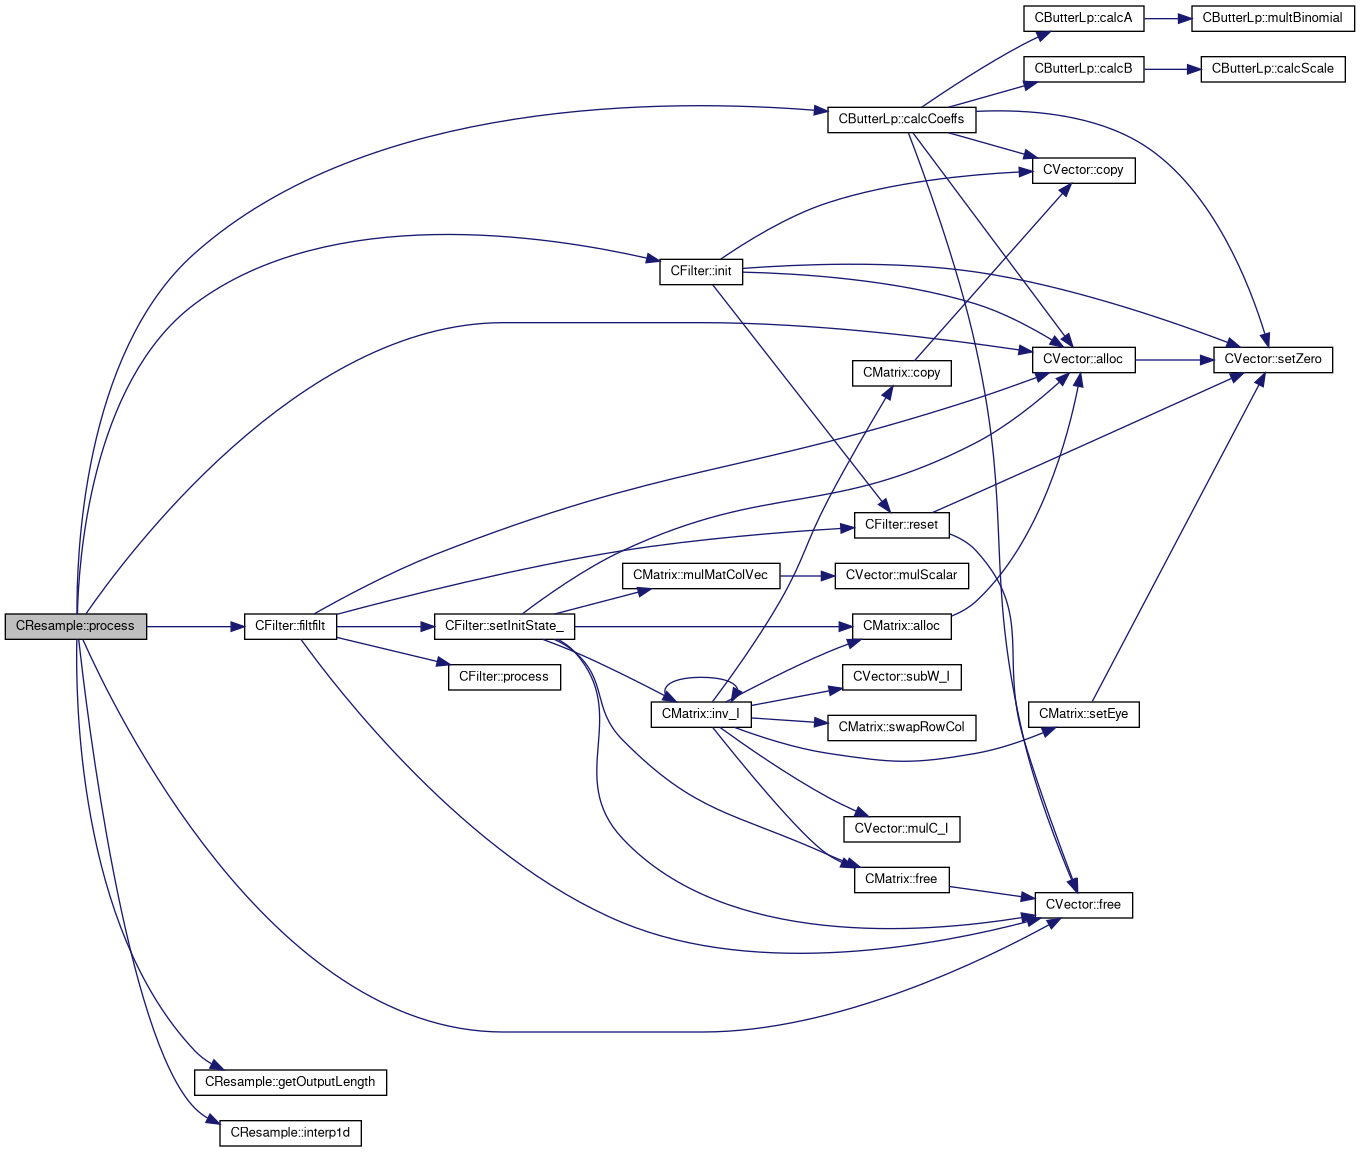 CButterLp::calcA
CButterLp::multBinomial
CButterLp::calcB
CButterLp::calcScale
CButterLp::calcCoeffs
CVector::copy
CFilter::init
CMatrix::copy
CVector::alloc
CVector::setZero
CFilter::reset
CMatrix::mulMatColVec
CVector::mulScalar
CResample::process
CFilter::filtfilt
CFilter::setInitState_
CMatrix::alloc
CFilter::process
CVector::subW_I
CMatrix::inv_I
CMatrix::swapRowCol
CMatrix::setEye
CVector::mulC_I
CMatrix::free
CVector::free
CResample::getOutputLength
CResample::interp1d